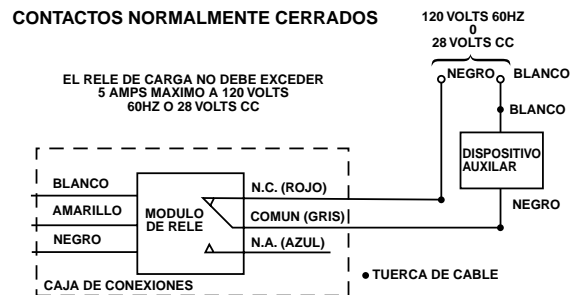 CONTACTOS NORMALMENTE CERRADOS
120 VOLTS 60HZ
0
28 VOLTS CC
EL RELE DE CARGA NO DEBE EXCEDER
5 AMPS MAXIMO A 120 VOLTS
60HZ O 28 VOLTS CC
NEGRO
BLANCO
BLANCO
DISPOSITIVO
AUXILAR
NEGRO
BLANCO
AMARILLO
NEGRO
MODULO
DE RELE
N.C. (ROJO)
COMUN (GRIS)
N.A. (AZUL)
CAJA DE CONEXIONES
TUERCA DE CABLE